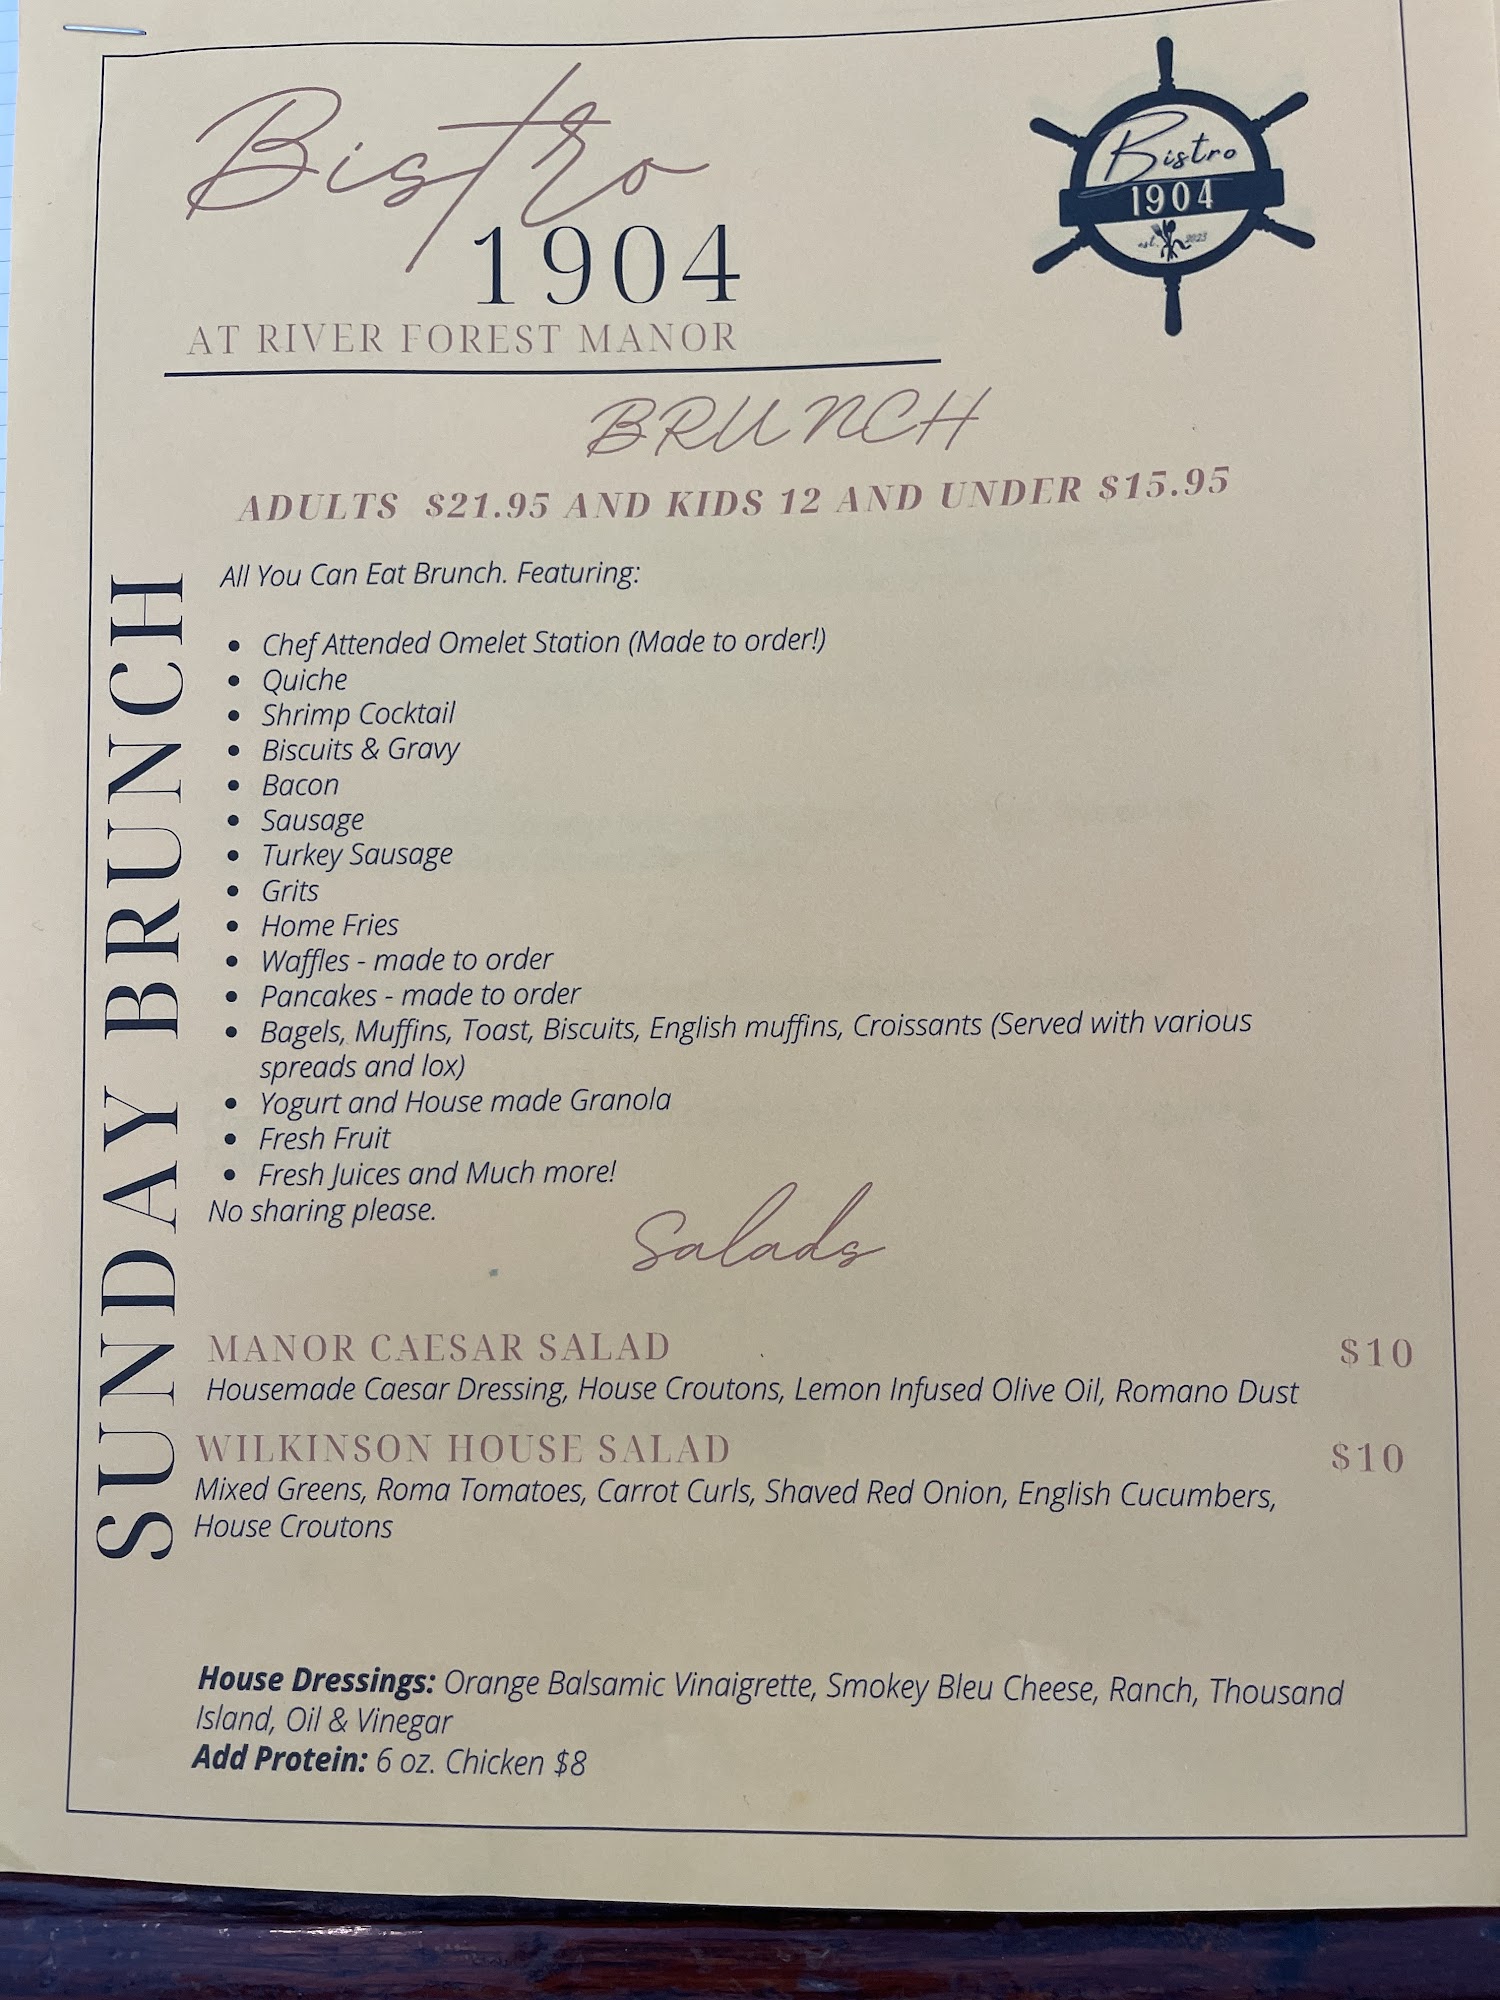 Bistro
1904
AT RIVER FOREST MANOR
Bistro
1904
est. 2023
BRUNCH
ADULTS $21.95 AND KIDS 12 AND UNDER $15.95
SUNDAY BRUNCH
All You Can Eat Brunch. Featuring:
• Chef Attended Omelet Station (Made to order!)
• Quiche
• Shrimp Cocktail
• Biscuits & Gravy
• Bacon
• Sausage
• Turkey Sausage
• Grits
• Home Fries
• Waffles - made to order
• Pancakes - made to order
• Bagels, Muffins, Toast, Biscuits, English muffins, Croissants (Served with various
spreads and lox)
• Yogurt and House made Granola
• Fresh Fruit
• Fresh Juices and Much more!
No sharing please.
Salads
MANOR CAESAR SALAD $10
Housemade Caesar Dressing, House Croutons, Lemon Infused Olive Oil, Romano Dust
WILKINSON HOUSE SALAD $10
Mixed Greens, Roma Tomatoes, Carrot Curls, Shaved Red Onion, English Cucumbers,
House Croutons
House Dressings: Orange Balsamic Vinaigrette, Smokey Bleu Cheese, Ranch, Thousand
Island, Oil & Vinegar
Add Protein: 6 oz. Chicken $8